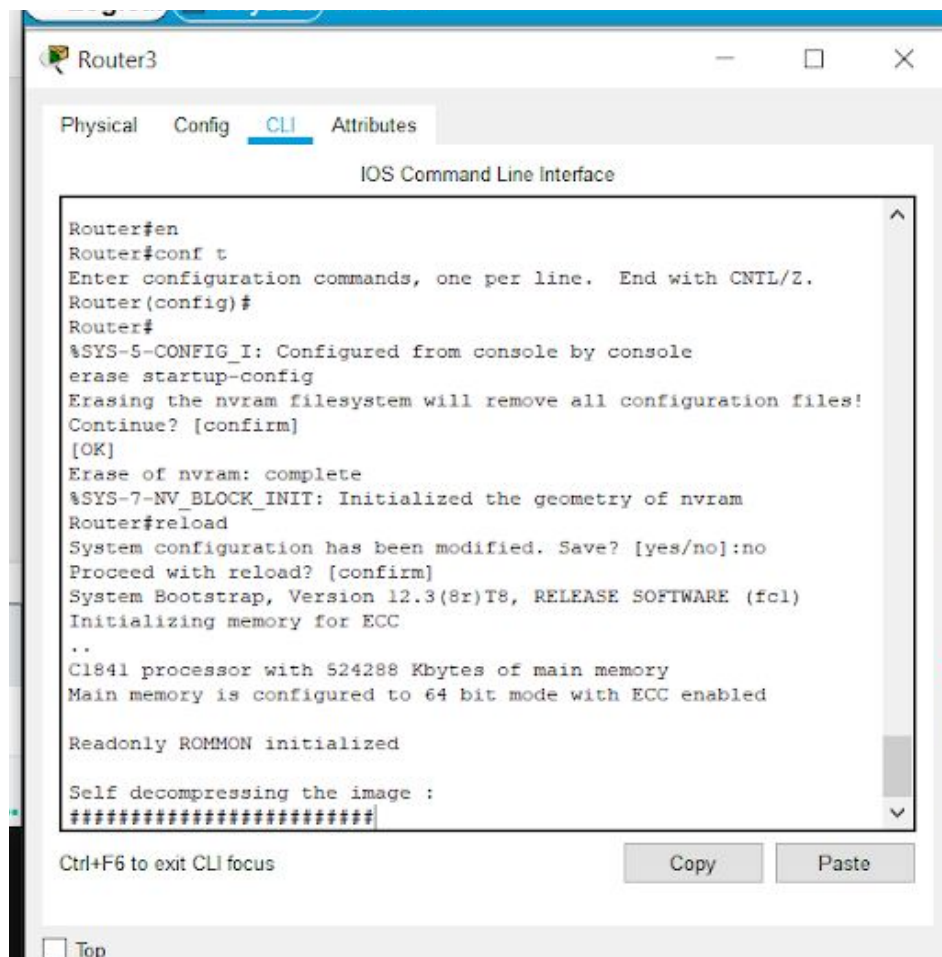 Router3
Physical Config CLI Attributes
IOS Command Line Interface
Router#en
Router#conf t
Enter configuration commands, one per line.  End with CNTL/Z.
Router(config)#
Router#
%SYS-5-CONFIG_I: Configured from console by console
erase startup-config
Erasing the nvram filesystem will remove all configuration files!
Continue? [confirm]
[OK]
Erase of nvram: complete
%SYS-7-NV_BLOCK_INIT: Initialized the geometry of nvram
Router#reload
System configuration has been modified. Save? [yes/no]:no
Proceed with reload? [confirm]
System Bootstrap, Version 12.3(8r)T8, RELEASE SOFTWARE (fc1)
Initializing memory for ECC
..
C1841 processor with 524288 Kbytes of main memory
Main memory is configured to 64 bit mode with ECC enabled
Readonly ROMMON initialized
Self decompressing the image :
#########################
Ctrl+F6 to exit CLI focus
Copy Paste
Top